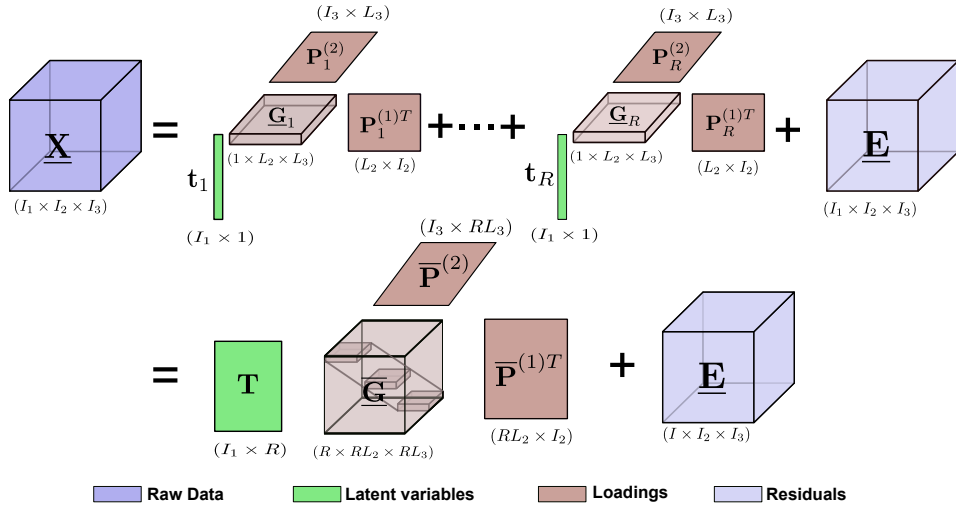 (I₃ × L₃) (I₃ × L₃)
P₁⁽²⁾ P_R⁽²⁾
X = G₁ P₁⁽¹⁾ᵀ +···+ G_R P_R⁽¹⁾ᵀ + E
(1 × L₂ × L₃) (L₂ × I₂) (1 × L₂ × L₃) (L₂ × I₂)
t₁ t_R
(I₁ × I₂ × I₃) (I₁ × 1) (I₁ × 1) (I₁ × I₂ × I₃)
(I₃ × RL₃)
P̅⁽²⁾
= T G̅ P̅⁽¹⁾ᵀ + E
(I₁ × R) (R × RL₂ × RL₃) (RL₂ × I₂) (I × I₂ × I₃)
Raw Data Latent variables Loadings Residuals